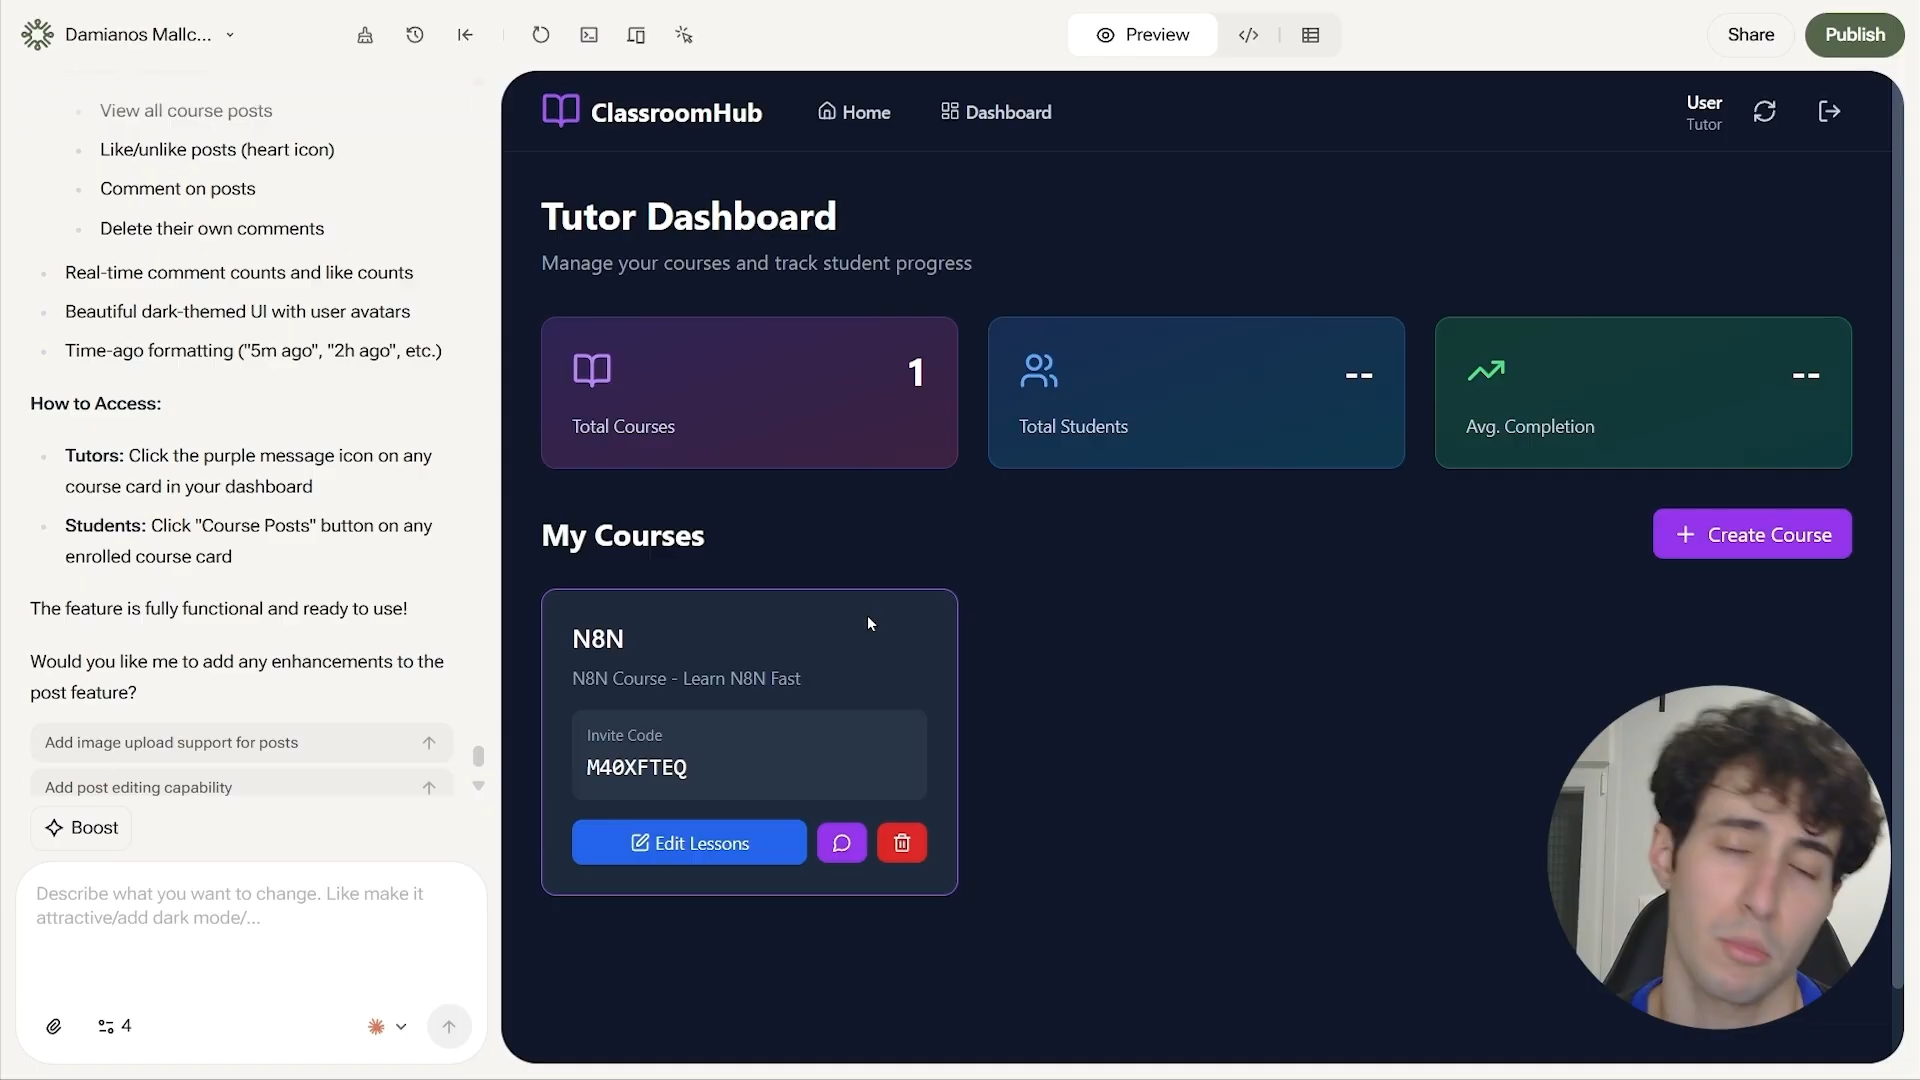 Damianos Mallc...
Preview
Share
Publish
View all course posts
Like/unlike posts (heart icon)
Comment on posts
Delete their own comments
Real-time comment counts and like counts
Beautiful dark-themed UI with user avatars
Time-ago formatting ("5m ago", "2h ago", etc.)
How to Access:
Tutors: Click the purple message icon on any
course card in your dashboard
Students: Click "Course Posts" button on any
enrolled course card
The feature is fully functional and ready to use!
Would you like me to add any enhancements to the
post feature?
Add image upload support for posts
Add post editing capability
Boost
Describe what you want to change. Like make it
attractive/add dark mode/...
4
ClassroomHub
Home
Dashboard
User
Tutor
Tutor Dashboard
Manage your courses and track student progress
1
Total Courses
--
Total Students
--
Avg. Completion
My Courses
+ Create Course
N8N
N8N Course - Learn N8N Fast
Invite Code
M40XFTEQ
Edit Lessons